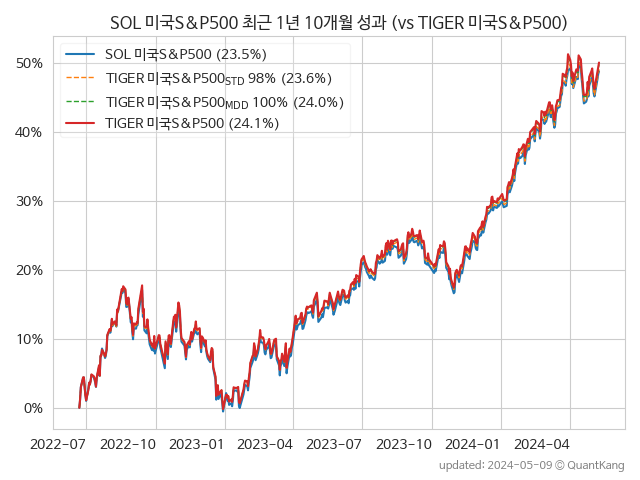 SOL 미국S&P500 최근 1년 10개월 성과 (vs TIGER 미국S&P500)
SOL 미국S&P500 (23.5%)
TIGER 미국S&P500STD 98% (23.6%)
TIGER 미국S&P500MDD 100% (24.0%)
TIGER 미국S&P500 (24.1%)
50%
40%
30%
20%
10%
0%
2022-07 2022-10 2023-01 2023-04 2023-07 2023-10 2024-01 2024-04
updated: 2024-05-09 © QuantKang